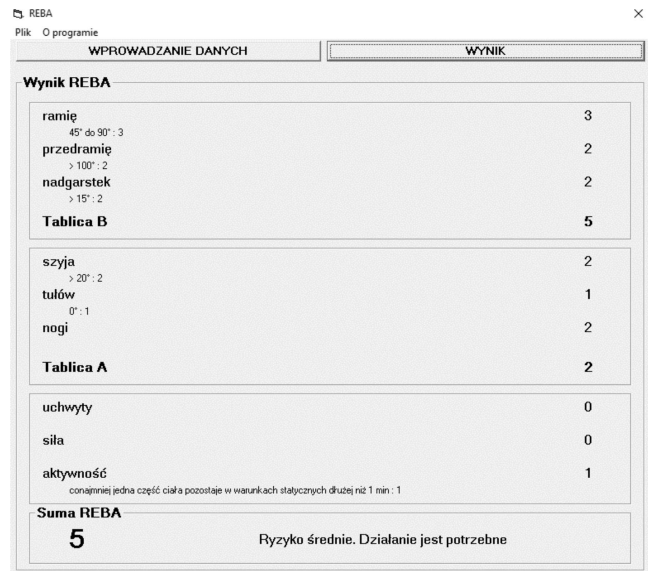 REBA
Plik O programie
WPROWADZANIE DANYCH WYNIK
Wynik REBA
ramię 3
45° do 90° : 3
przedramię 2
> 100° : 2
nadgarstek 2
> 15° : 2
Tablica B 5
szyja 2
> 20° : 2
tułów 1
0° : 1
nogi 2
Tablica A 2
uchwyty 0
siła 0
aktywność 1
conajmniej jedna część ciała pozostaje w warunkach statycznych dłużej niż 1 min : 1
Suma REBA
5 Ryzyko średnie. Działanie jest potrzebne